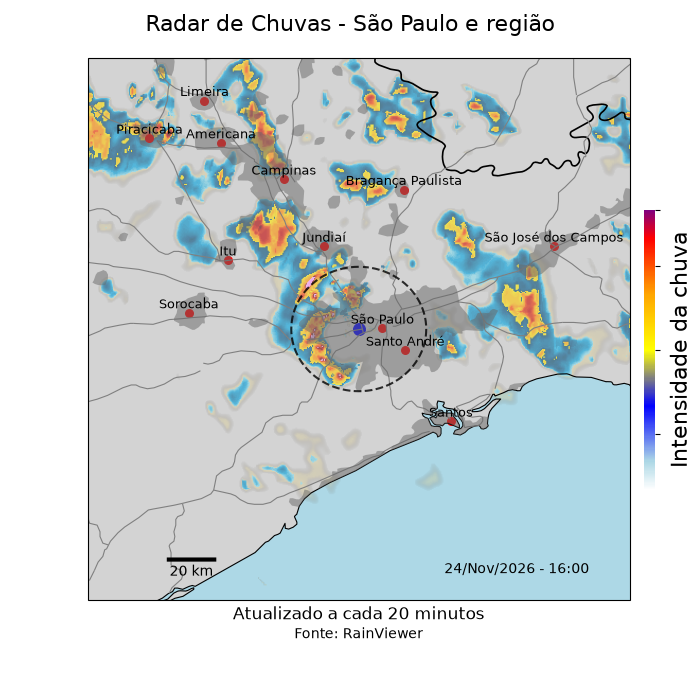 Radar de Chuvas - São Paulo e região
Limeira
Piracicaba
Americana
Campinas
Bragança Paulista
Jundiaí
São José dos Campos
Itu
Sorocaba
São Paulo
Santo André
Santos
Intensidade da chuva
20 km
24/Nov/2026 - 16:00
Atualizado a cada 20 minutos
Fonte: RainViewer